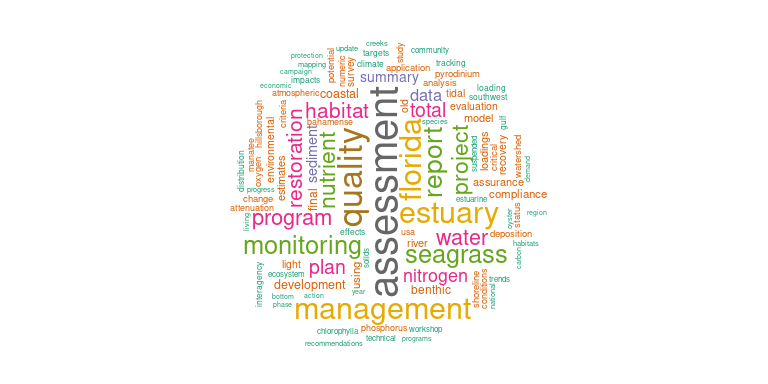 creeks
protection
update
study
community
mapping
potential
targets
numeric
survey
climate
tracking
campaign
application
economic
impacts
summary
pyrodinium
analysis
atmospheric
coastal
assessment
data
tidal
loading
southwest
criteria
habitat
old
total
evaluation
hillsborough
restoration
bahamense
species
model
gulf
environmental
sediment
quality
florida
report
project
suspended
loadings
critical
recovery
watershed
demand
distribution
manatee
oxygen
estimates
nutrient
progress
assurance
change
final
estuarine
compliance
attenuation
living
program
estuary
oyster
status
region
effects
usa
water
deposition
monitoring
river
seagrass
habitats
solids
carbon
light
plan
using
nitrogen
ecosystem
interagency
development
benthic
shoreline
conditions
trends
national
year
bottom
action
phase
management
chlorophylla
phosphorus
workshop
technical
programs
recommendations